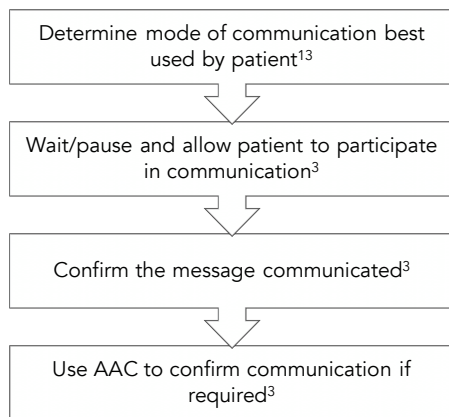 Determine mode of communication best
used by patient¹³
Wait/pause and allow patient to participate
in communication³
Confirm the message communicated³
Use AAC to confirm communication if
required³